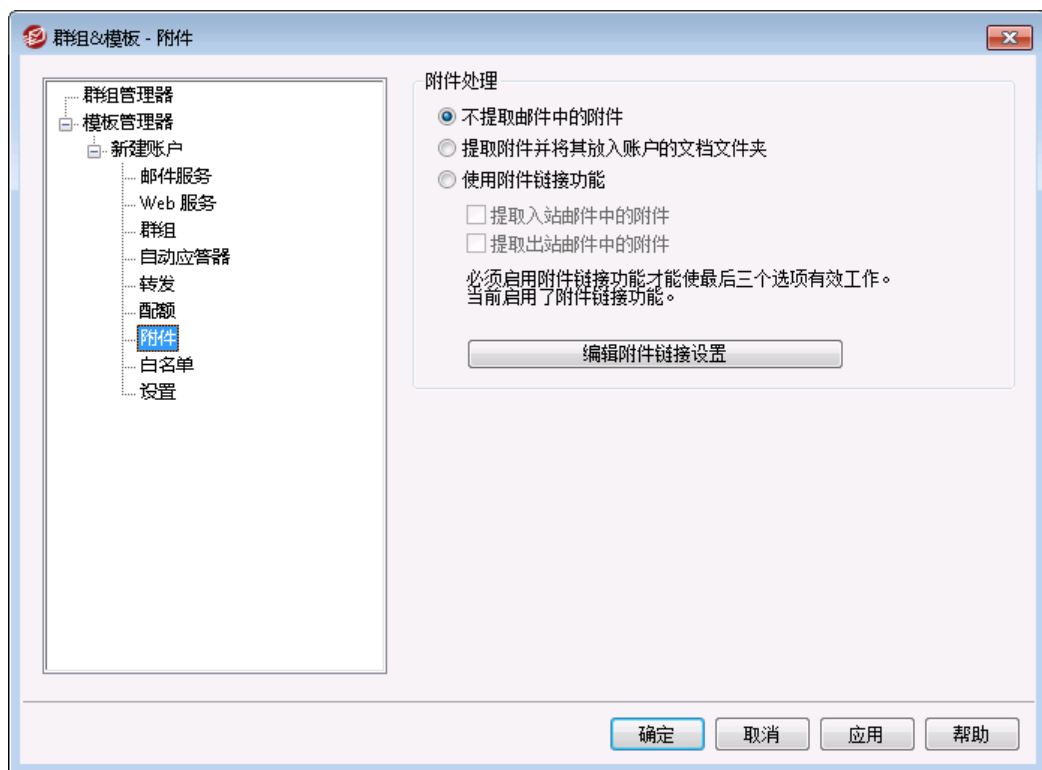 群组&模板 - 附件
群组管理器
模板管理器
新建账户
邮件服务
Web 服务
群组
自动应答器
转发
配额
附件
白名单
设置
附件处理
不提取邮件中的附件
提取附件并将其放入账户的文档文件夹
使用附件链接功能
提取入站邮件中的附件
提取出站邮件中的附件
必须启用附件链接功能才能使最后三个选项有效工作。
当前启用了附件链接功能。
编辑附件链接设置
确定
取消
应用
帮助